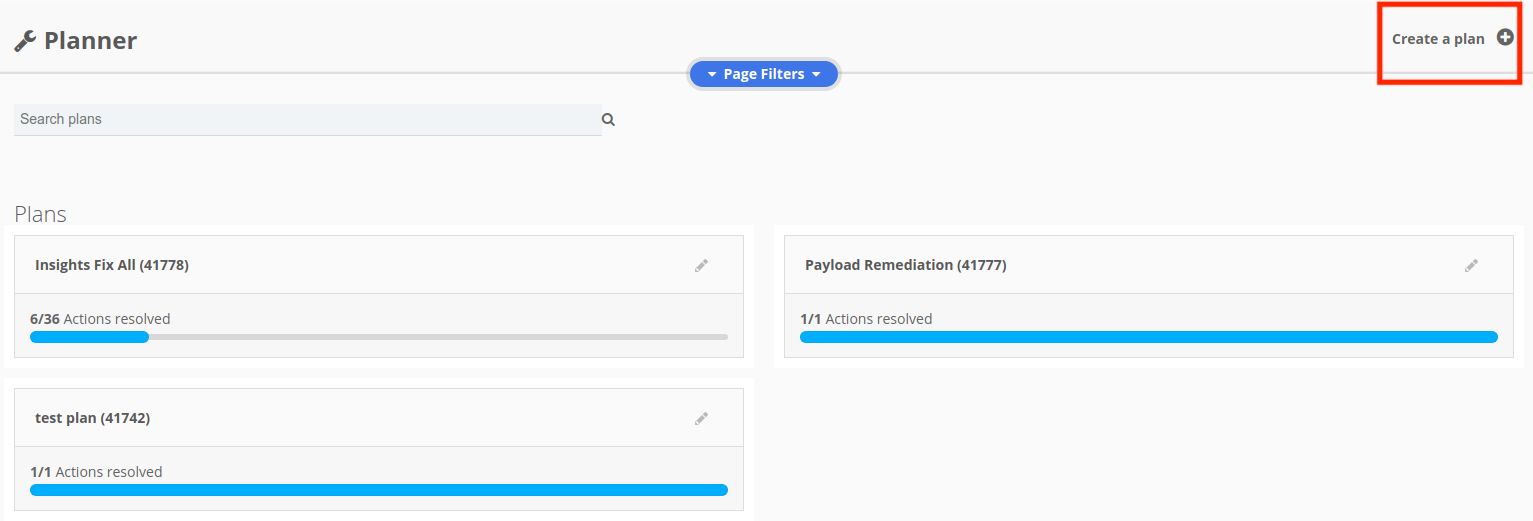 Planner
Create a plan
Page Filters
Search plans
Plans
Insights Fix All (41778)
6/36 Actions resolved
Payload Remediation (41777)
1/1 Actions resolved
test plan (41742)
1/1 Actions resolved